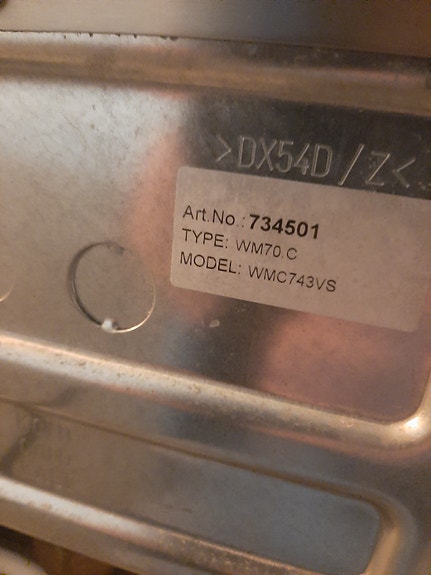 >DX54D/Z<
Art.No.: 734501
TYPE: WM70.C
MODEL: WMC743VS